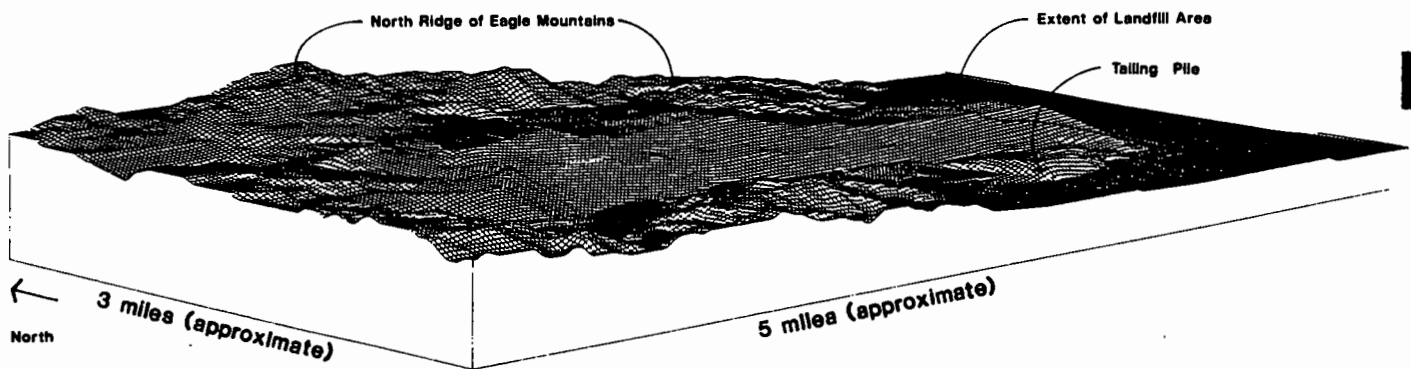 North Ridge of Eagle Mountains
Extent of Landfill Area
Tailing Pile
3 miles (approximate)
5 miles (approximate)
North